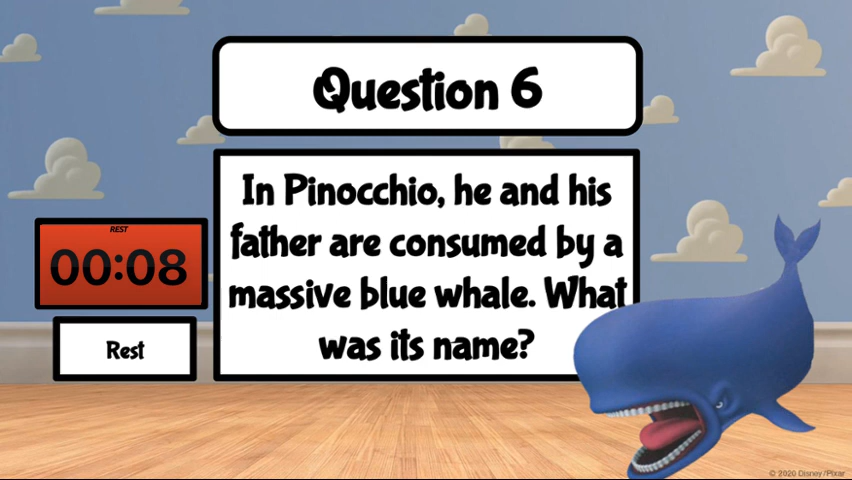 Question 6
In Pinocchio, he and his
father are consumed by a
massive blue whale. What
was its name?
REST
00:08
Rest
© 2020 Disney/Pixar